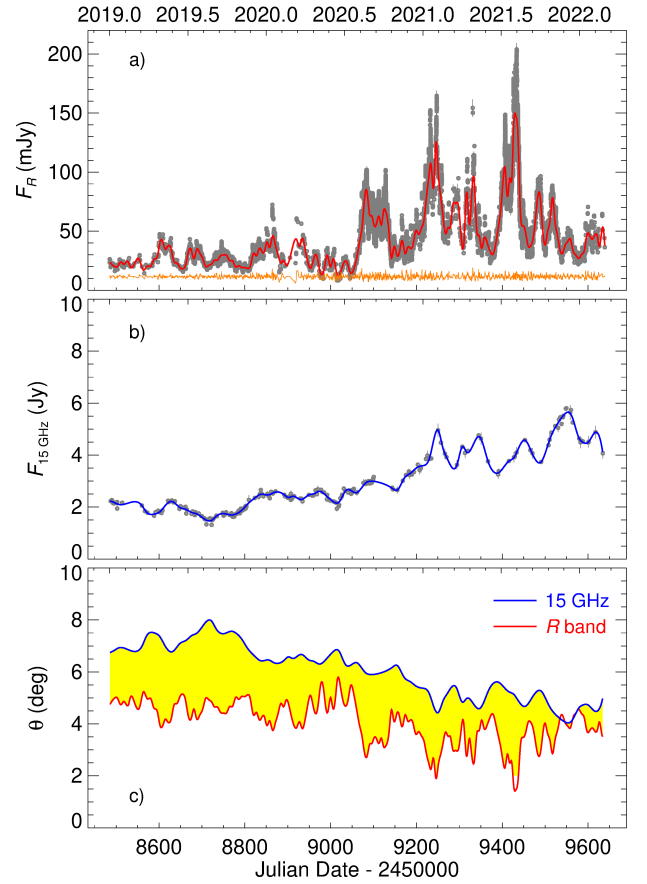 2019.0 2019.5 2020.0 2020.5 2021.0 2021.5 2022.0
a)
200
150
100
50
0
F_R (mJy)
b)
10
8
6
4
2
0
F_15 GHz (Jy)
10
8
6
4
2
0
θ (deg)
15 GHz
R band
c)
8600 8800 9000 9200 9400 9600
Julian Date - 2450000